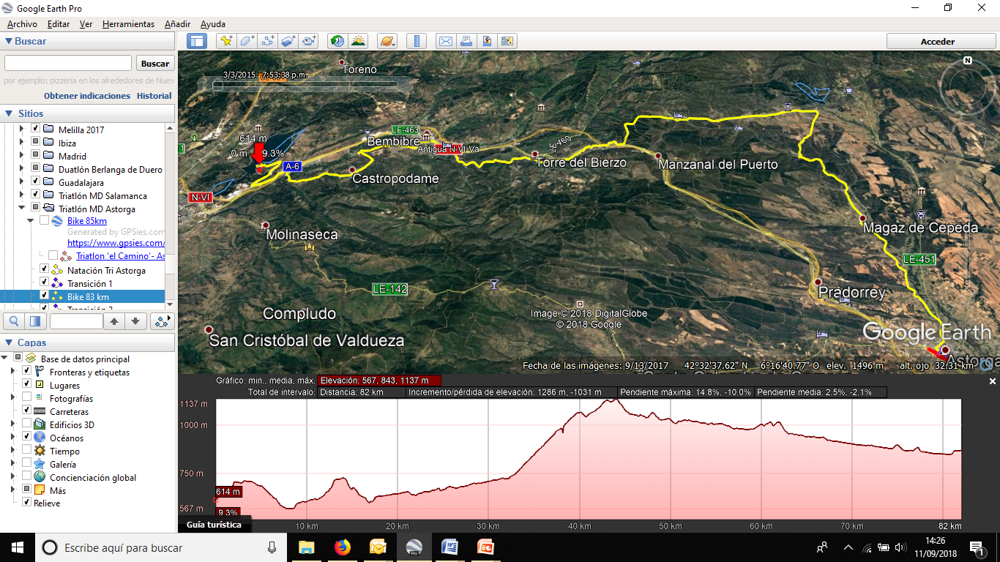 Google Earth Pro
Archivo Editar Ver Herramientas Añadir Ayuda
Buscar
Buscar
por ejemplo: pizzería en los alrededores de Nuev
Obtener indicaciones Historial
Sitios
Melilla 2017
Ibiza
Madrid
Duatlón Berlanga de Duero
Guadalajara
Triatlón MD Salamanca
Triatlón MD Astorga
Bike 85km
Generated by GPSies.com
https://www.gpsies.com/
Triatlon 'el Camino'- As
Natación Tri Astorga
Transición 1
Bike 83 km
Transición 2
Capas
Base de datos principal
Fronteras y etiquetas
Lugares
Fotografías
Carreteras
Edificios 3D
Océanos
Tiempo
Galería
Concienciación global
Más
Relieve
Acceder
3/3/2015 7:53:38 p.m.
Toreno
N
614 m
0 m 9.3%
LE-463
Bembibre
Antigua N-VI-Va
A-6
Castropodame
Torre del Bierzo
Manzanal del Puerto
N-VI
Molinaseca
Magaz de Cepeda
LE-451
LE-142
Pradorrey
Compludo
Image © 2018 DigitalGlobe
© 2018 Google
San Cristóbal de Valdueza
Google Earth
Astorga
Fecha de las imágenes: 9/13/2017 42°32'37.62" N 6°16'40.77" O elev. 1496 m alt. ojo 32.31 km
Gráfico: min., media, máx. Elevación: 567, 843, 1137 m
Total de intervalo: Distancia: 82 km Incremento/pérdida de elevación: 1286 m, -1031 m Pendiente máxima: 14.8%, -10.0% Pendiente media: 2.5%, -2.1%
1137 m
1000 m
750 m
614 m
567 m
9.3%
10 km 20 km 30 km 40 km 50 km 60 km 70 km 82 km
Guía turística
Escribe aquí para buscar
14:26
11/09/2018
1